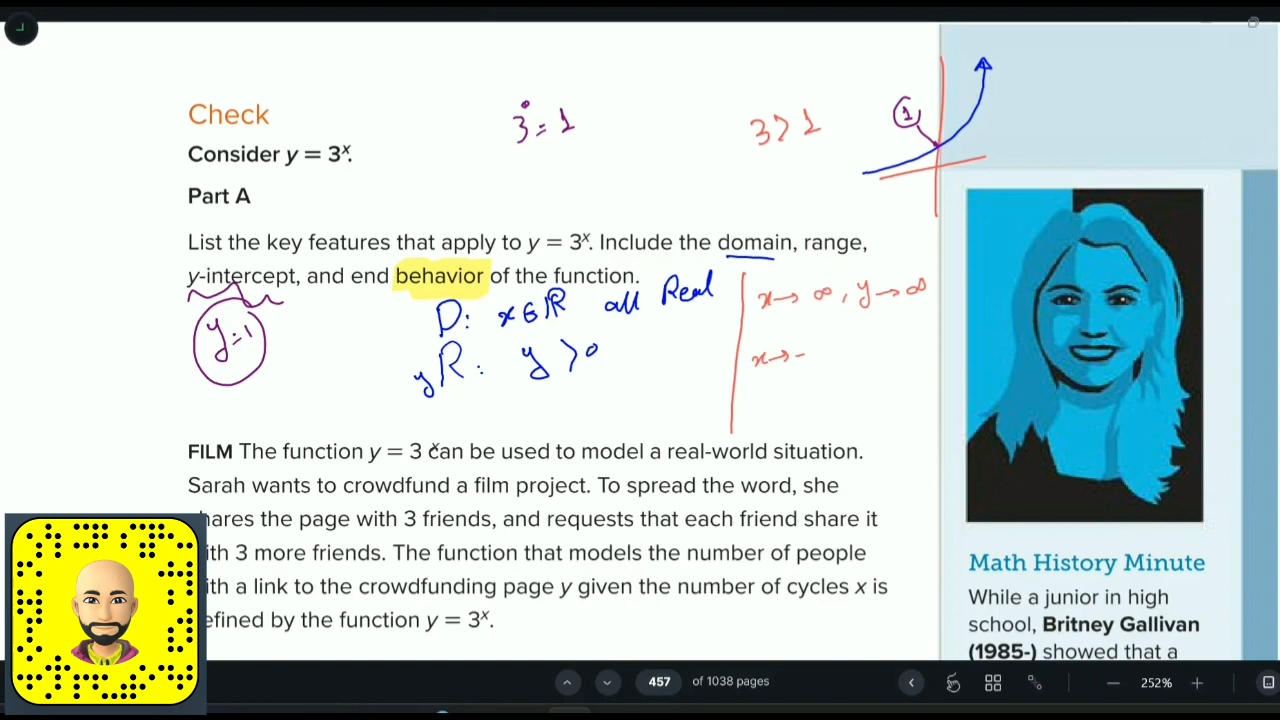 Check
3⁰ = 1
3 > 1
1
Consider y = 3ˣ.
Part A
List the key features that apply to y = 3ˣ. Include the domain, range,
y-intercept, and end behavior of the function.
y = 1
D: x ∈ ℝ all Real
yR: y > 0
x → ∞, y → ∞
x → -
FILM The function y = 3 x can be used to model a real-world situation.
Sarah wants to crowdfund a film project. To spread the word, she
hares the page with 3 friends, and requests that each friend share it
ith 3 more friends. The function that models the number of people
ith a link to the crowdfunding page y given the number of cycles x is
efined by the function y = 3ˣ.
Math History Minute
While a junior in high
school, Britney Gallivan
(1985-) showed that a
457 of 1038 pages
252%